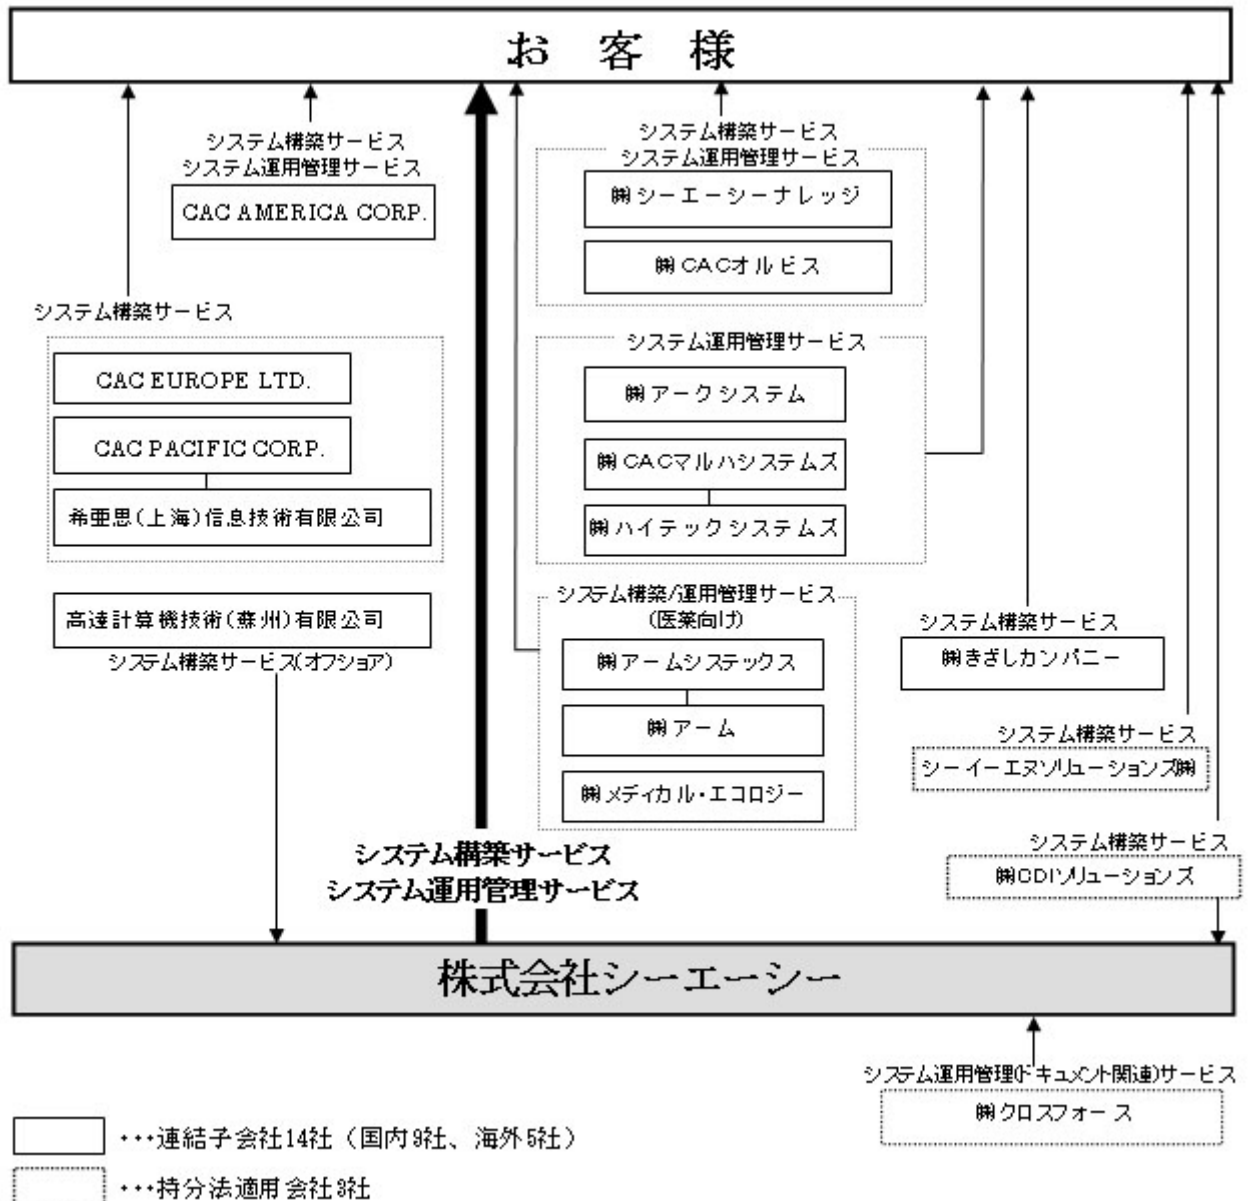 お 客 様
システム構築サービス
システム運用管理サービス
CAC AMERICA CORP.
システム構築サービス
システム運用管理サービス
㈱シーエーシーナレッジ
㈱CACオルビス
システム構築サービス
CAC EUROPE LTD.
CAC PACIFIC CORP.
希亜思(上海)信息技術有限公司
システム運用管理サービス
㈱アークシステム
㈱CACマルハシステムズ
㈱ハイテックシステムズ
高達計算機技術(蘇州)有限公司
システム構築サービス(オフショア)
システム構築/運用管理サービス
(医薬向け)
㈱アームシステックス
㈱アーム
㈱メディカル・エコロジー
システム構築サービス
㈱きざしカンパニー
システム構築サービス
シーイーエヌソリューションズ㈱
システム構築サービス
㈱CDIソリューションズ
システム構築サービス
システム運用管理サービス
株式会社シーエーシー
システム運用管理(ドキュメント関連)サービス
㈱クロスフォース
・・・連結子会社14社（国内9社、海外5社）
・・・持分法適用会社3社